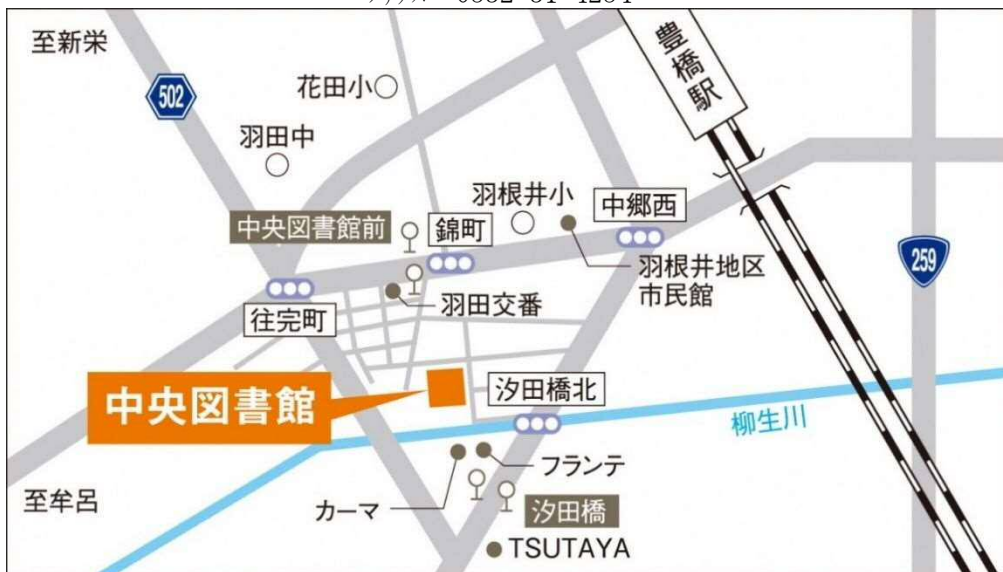 至新栄
豊橋駅
502
花田小
羽田中
羽根井小
中郷西
中央図書館前
錦町
259
羽根井地区
市民館
羽田交番
往完町
中央図書館
汐田橋北
柳生川
フランテ
至牟呂
カーマ
汐田橋
TSUTAYA